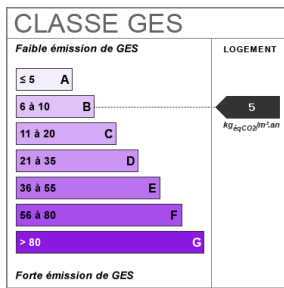 CLASSE GES
Faible émission de GES
LOGEMENT
≤ 5 A
6 à 10 B
5
kgéqCO2/m².an
11 à 20 C
21 à 35 D
36 à 55 E
56 à 80 F
> 80 G
Forte émission de GES